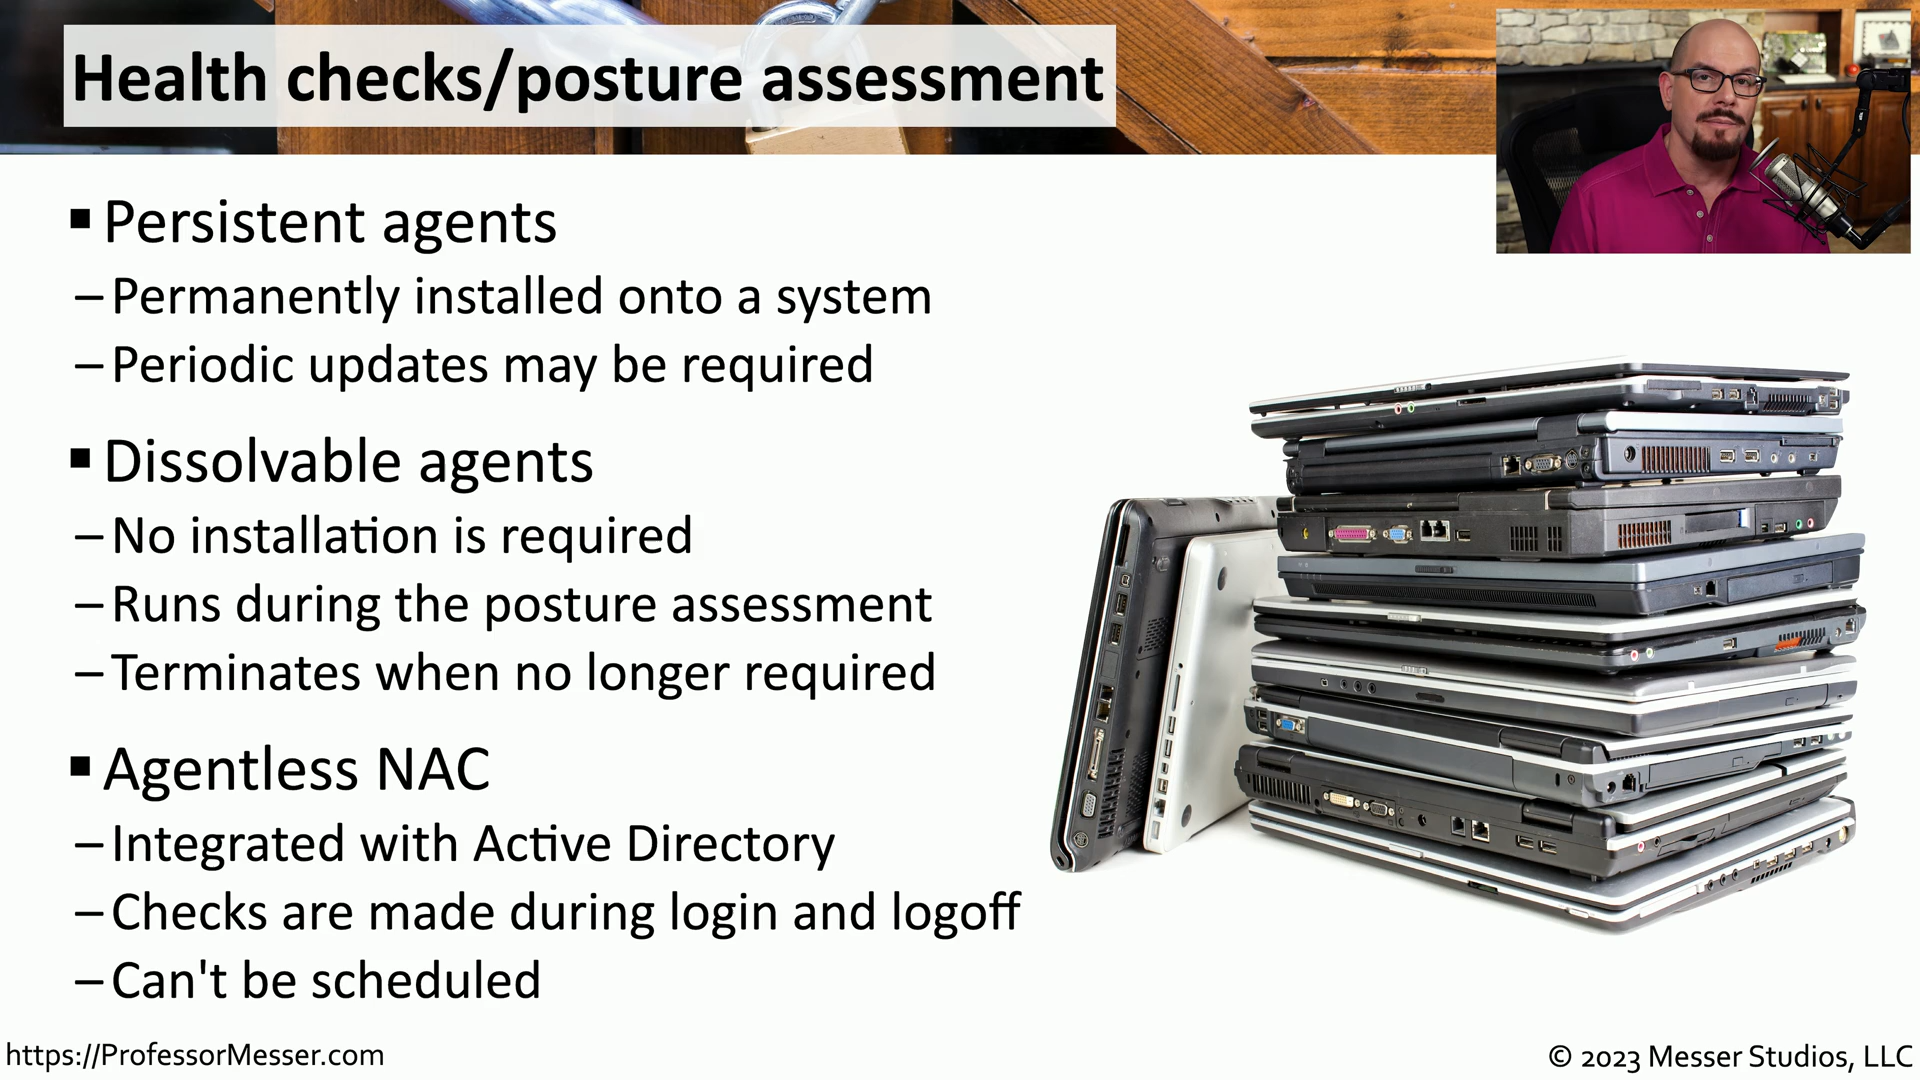 Health checks/posture assessment
▪ Persistent agents
– Permanently installed onto a system
– Periodic updates may be required
▪ Dissolvable agents
– No installation is required
– Runs during the posture assessment
– Terminates when no longer required
▪ Agentless NAC
– Integrated with Active Directory
– Checks are made during login and logoff
– Can't be scheduled
https://ProfessorMesser.com
© 2023 Messer Studios, LLC